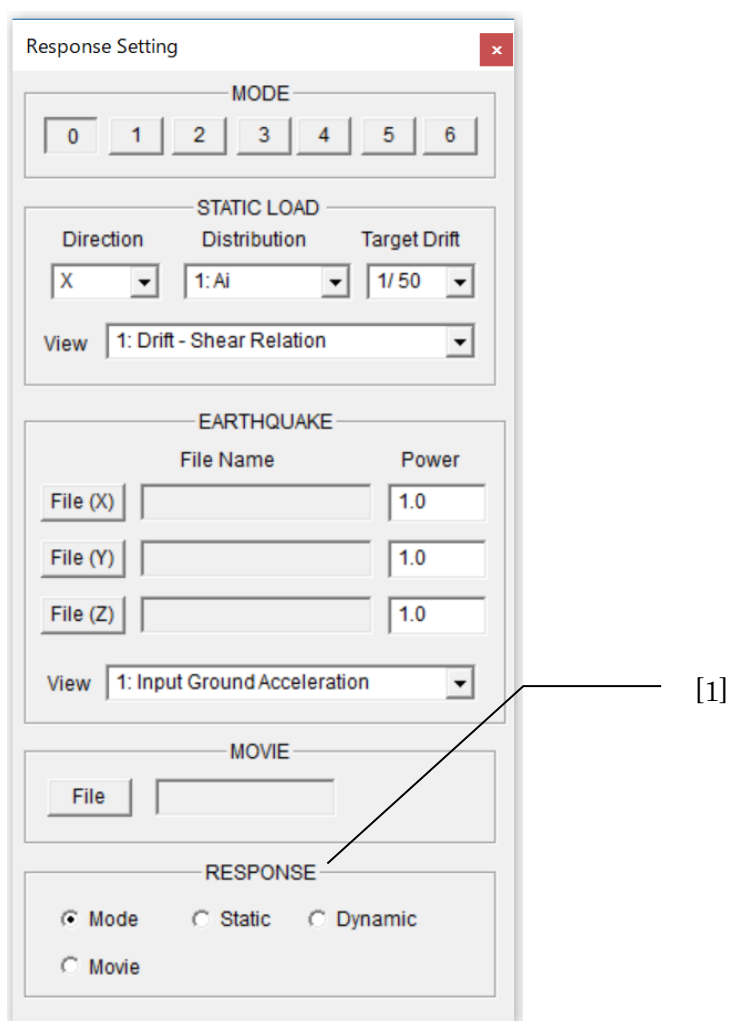 Response Setting x
MODE
0 1 2 3 4 5 6
STATIC LOAD
Direction Distribution Target Drift
X 1: Ai 1/ 50
View 1: Drift - Shear Relation
EARTHQUAKE
File Name Power
File (X) 1.0
File (Y) 1.0
File (Z) 1.0
View 1: Input Ground Acceleration
[1]
MOVIE
File
RESPONSE
Mode Static Dynamic
Movie